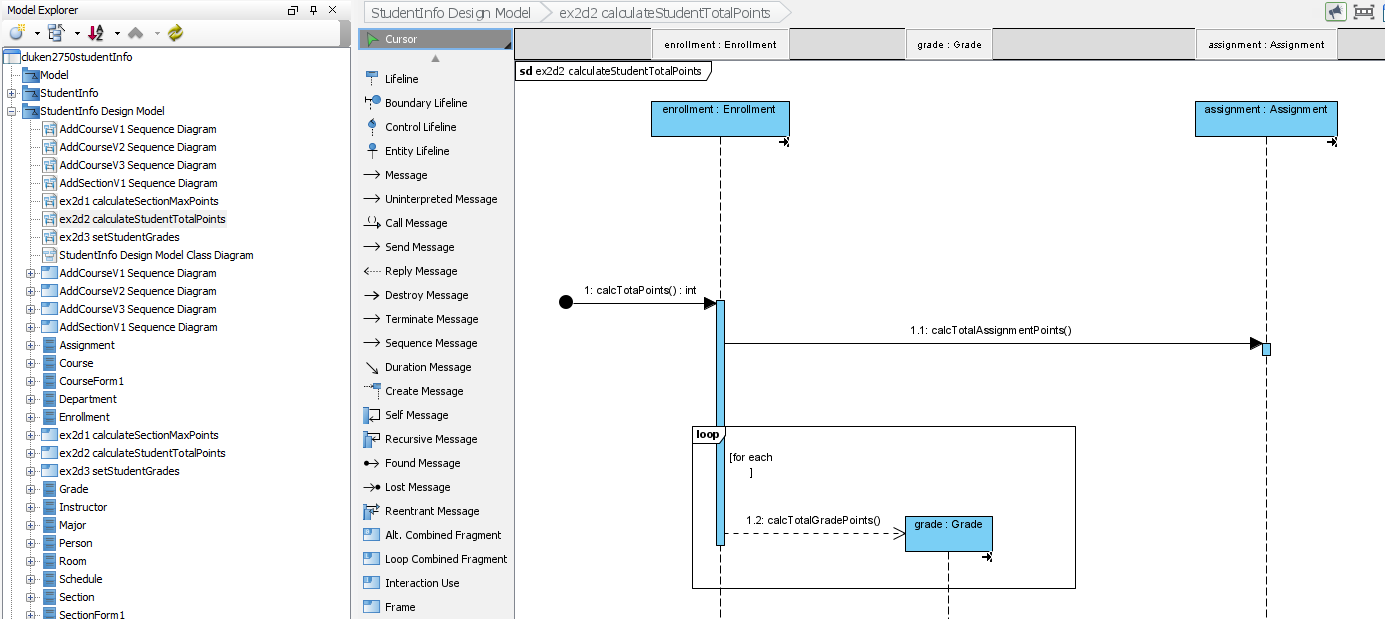 Model Explorer
cluken2750studentInfo
Model
StudentInfo
StudentInfo Design Model
AddCourseV1 Sequence Diagram
AddCourseV2 Sequence Diagram
AddCourseV3 Sequence Diagram
AddSectionV1 Sequence Diagram
ex2d1 calculateSectionMaxPoints
ex2d2 calculateStudentTotalPoints
ex2d3 setStudentGrades
StudentInfo Design Model Class Diagram
AddCourseV1 Sequence Diagram
AddCourseV2 Sequence Diagram
AddCourseV3 Sequence Diagram
AddSectionV1 Sequence Diagram
Assignment
Course
CourseForm1
Department
Enrollment
ex2d1 calculateSectionMaxPoints
ex2d2 calculateStudentTotalPoints
ex2d3 setStudentGrades
Grade
Instructor
Major
Person
Room
Schedule
Section
SectionForm1
StudentInfo Design Model
ex2d2 calculateStudentTotalPoints
Cursor
Lifeline
Boundary Lifeline
Control Lifeline
Entity Lifeline
Message
Uninterpreted Message
Call Message
Send Message
Reply Message
Destroy Message
Terminate Message
Sequence Message
Duration Message
Create Message
Self Message
Recursive Message
Found Message
Lost Message
Reentrant Message
Alt. Combined Fragment
Loop Combined Fragment
Interaction Use
Frame
enrollment : Enrollment
grade : Grade
assignment : Assignment
sd ex2d2 calculateStudentTotalPoints
enrollment : Enrollment
assignment : Assignment
1: calcTotaPoints() : int
1.1: calcTotalAssignmentPoints()
loop
[for each
]
1.2: calcTotalGradePoints()
grade : Grade